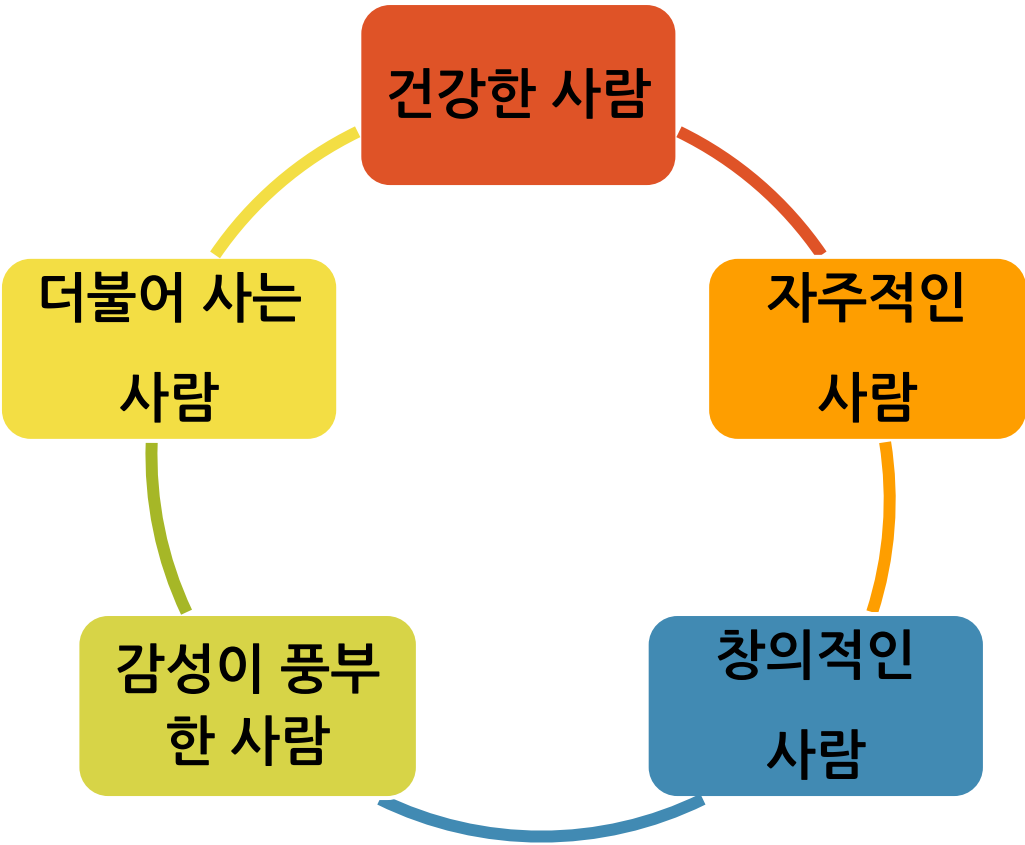 건강한 사람
자주적인
사람
창의적인
사람
감성이 풍부
한 사람
더불어 사는
사람